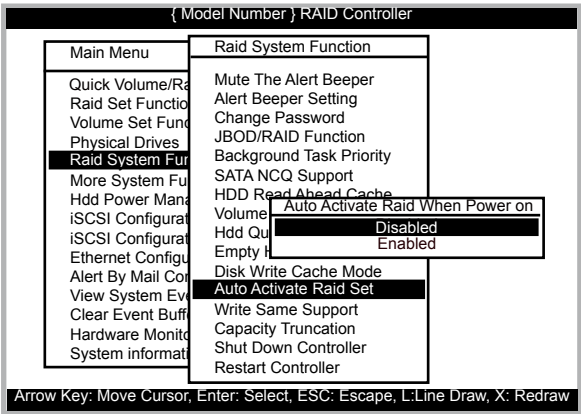 { Model Number } RAID Controller
Main Menu
Quick Volume/Ra
Raid Set Functio
Volume Set Func
Physical Drives
Raid System Fun
More System Fu
Hdd Power Mana
iSCSI Configurat
iSCSI Configurat
Ethernet Configu
Alert By Mail Con
View System Eve
Clear Event Buffe
Hardware Monito
System informati
Raid System Function
Mute The Alert Beeper
Alert Beeper Setting
Change Password
JBOD/RAID Function
Background Task Priority
SATA NCQ Support
HDD Read Ahead Cache
Volume
Hdd Qu
Empty H
Disk Write Cache Mode
Auto Activate Raid Set
Write Same Support
Capacity Truncation
Shut Down Controller
Restart Controller
Auto Activate Raid When Power on
Disabled
Enabled
Arrow Key: Move Cursor, Enter: Select, ESC: Escape, L:Line Draw, X: Redraw